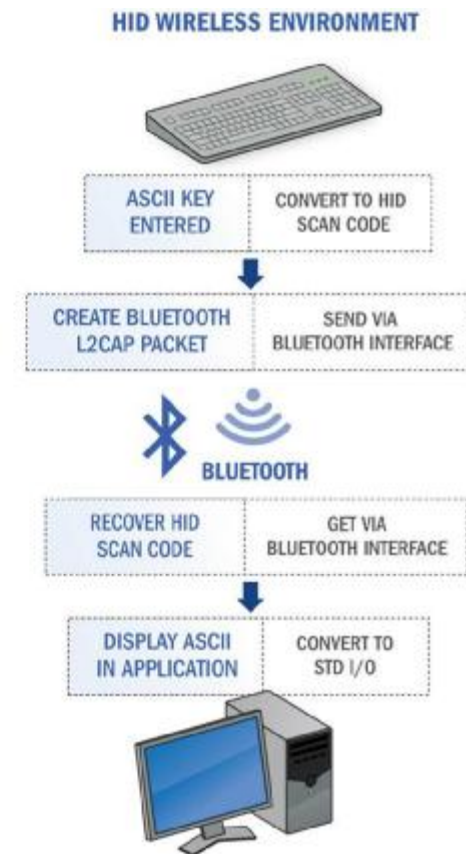 HID WIRELESS ENVIRONMENT
ASCII KEY
ENTERED
CONVERT TO HID
SCAN CODE
CREATE BLUETOOTH
L2CAP PACKET
SEND VIA
BLUETOOTH INTERFACE
BLUETOOTH
RECOVER HID
SCAN CODE
GET VIA
BLUETOOTH INTERFACE
DISPLAY ASCII
IN APPLICATION
CONVERT TO
STD I/O